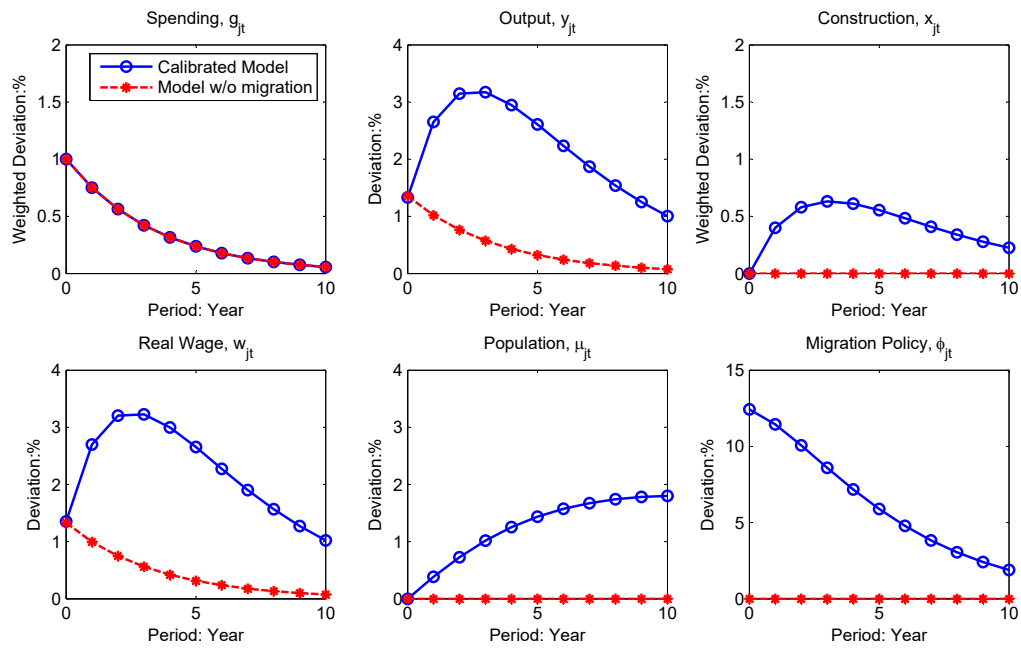 Spending, g_jt
Weighted Deviation:%
2
1.5
1
0.5
0
Calibrated Model
Model w/o migration
0 5 10
Period: Year
Output, y_jt
Deviation:%
4
3
2
1
0
0 5 10
Period: Year
Construction, x_jt
Weighted Deviation:%
2
1.5
1
0.5
0
0 5 10
Period: Year
Real Wage, w_jt
Deviation:%
4
3
2
1
0
0 5 10
Period: Year
Population, μ_jt
Deviation:%
4
3
2
1
0
0 5 10
Period: Year
Migration Policy, ϕ_jt
Deviation:%
15
10
5
0
0 5 10
Period: Year